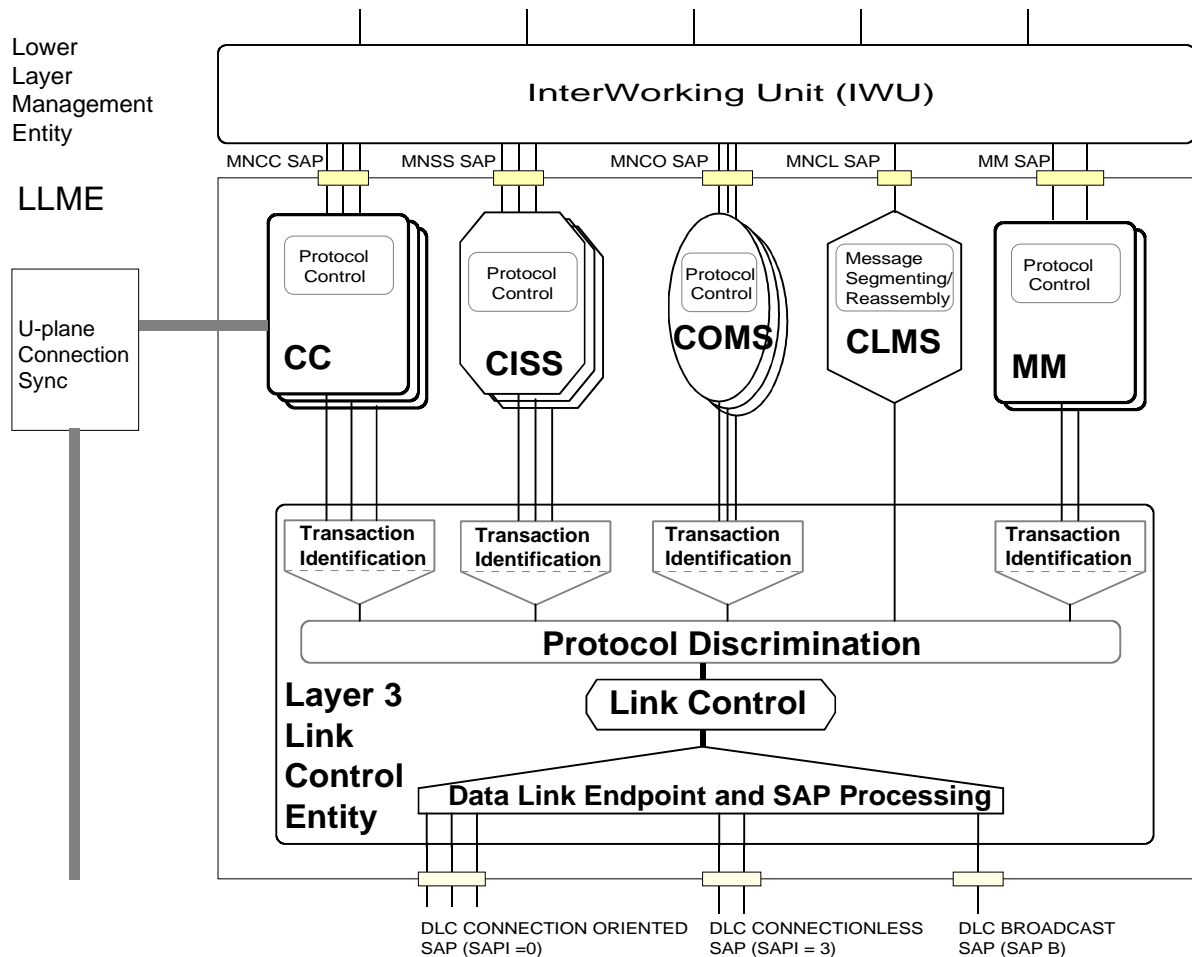 Lower
Layer
Management
Entity
LLME
InterWorking Unit (IWU)
MNCC SAP
MNSS SAP
MNCO SAP
MNCL SAP
MM SAP
U-plane
Connection
Sync
Protocol
Control
CC
Protocol
Control
CISS
Protocol
Control
COMS
Message
Segmenting/
Reassembly
CLMS
Protocol
Control
MM
Transaction
Identification
Transaction
Identification
Transaction
Identification
Transaction
Identification
Protocol Discrimination
Link Control
Layer 3
Link
Control
Entity
Data Link Endpoint and SAP Processing
DLC CONNECTION ORIENTED
SAP (SAPI =0)
DLC CONNECTIONLESS
SAP (SAPI = 3)
DLC BROADCAST
SAP (SAP B)